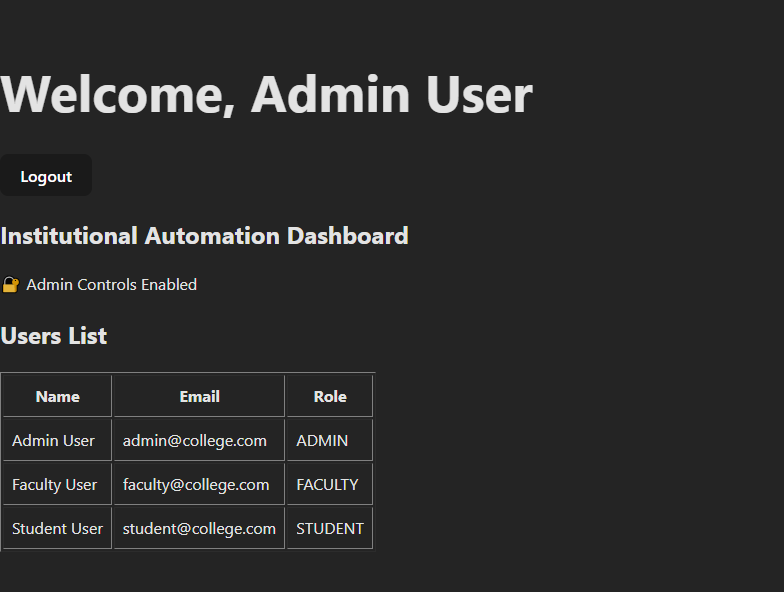 Welcome, Admin User
Logout
Institutional Automation Dashboard
🔐 Admin Controls Enabled
Users List
Name Email Role
Admin User admin@college.com ADMIN
Faculty User faculty@college.com FACULTY
Student User student@college.com STUDENT